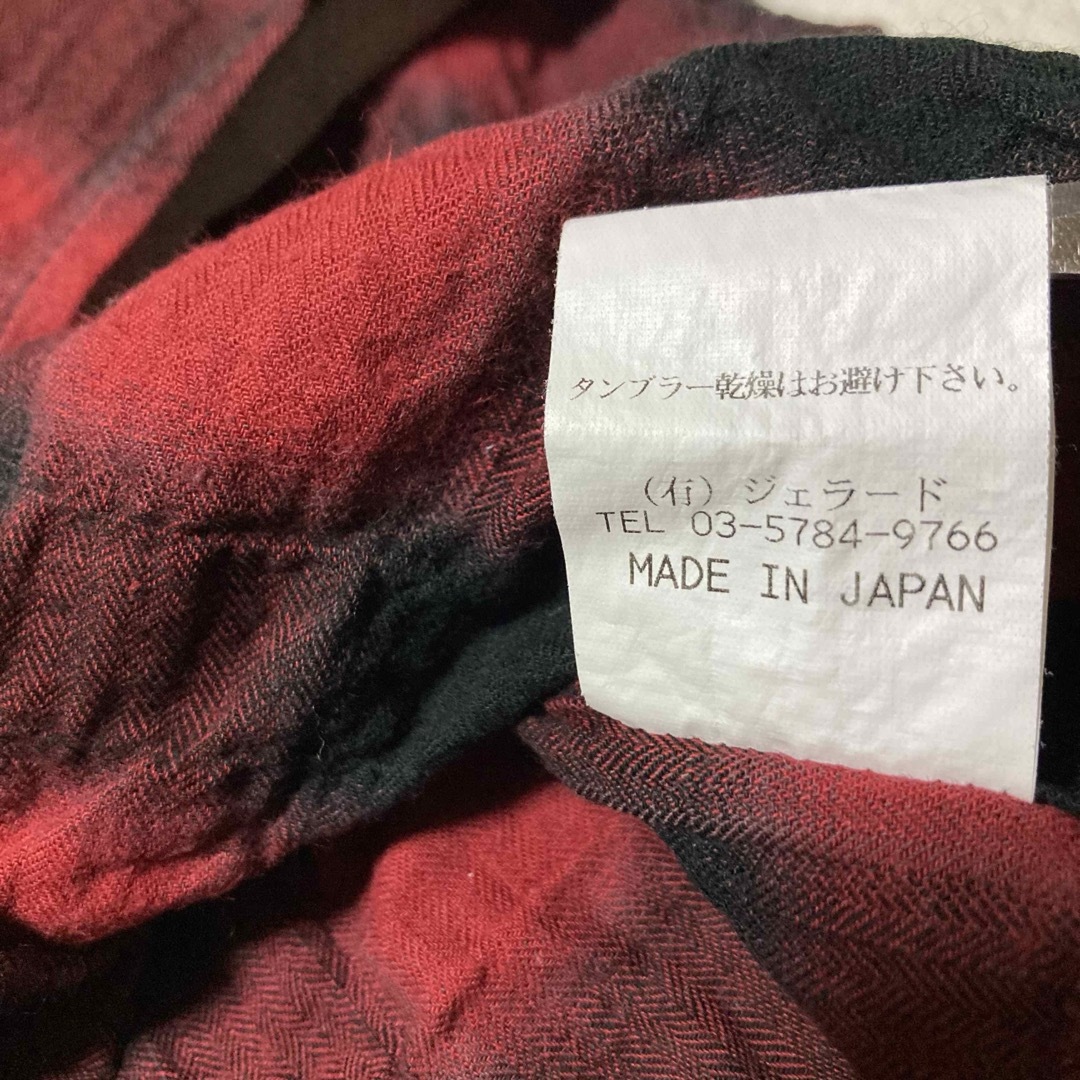 タンブラー乾燥はお避け下さい。
（有）ジェラード
TEL 03-5784-9766
MADE IN JAPAN